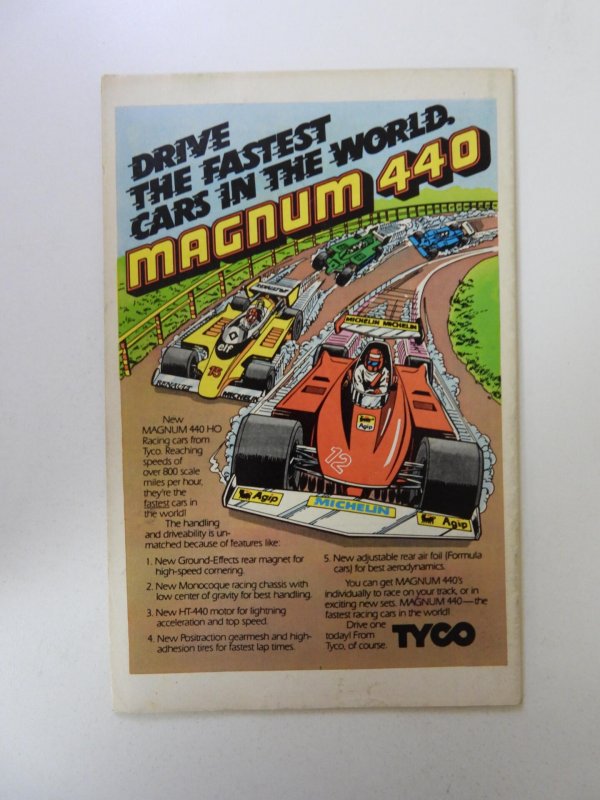 DRIVE
THE FASTEST
CARS IN THE WORLD.
MAGNUM 440
MICHELIN MICHELIN
15
RENAULT
MICHELIN
Agip
12
Agip
MICHELIN
Agip
New
MAGNUM 440 HO
Racing cars from
Tyco. Reaching
speeds of
over 800 scale
miles per hour,
they're the
fastest cars in
the world!
The handling
and driveability is un-
matched because of features like:
1. New Ground-Effects rear magnet for
high-speed cornering.
2. New Monocoque racing chassis with
low center of gravity for best handling.
3. New HT-440 motor for lightning
acceleration and top speed.
4. New Positraction gearmesh and high-
adhesion tires for fastest lap times.
5. New adjustable rear air foil (Formula
cars) for best aerodynamics.
You can get MAGNUM 440's
individually to race on your track, or in
exciting new sets. MAGNUM 440—the
fastest racing cars in the world!
Drive one
today! From
Tyco, of course.
TYCO